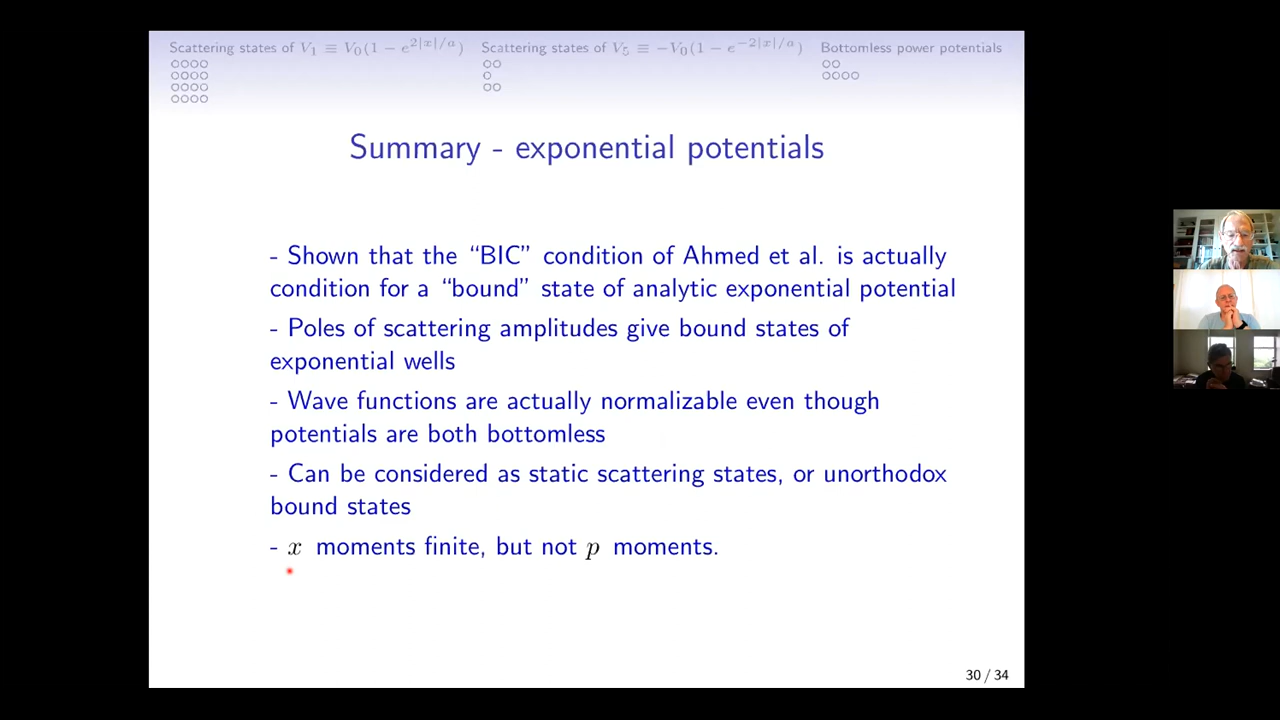 Scattering states of V₁ ≡ V₀(1 − e^{2|x|/a}) Scattering states of V₅ ≡ −V₀(1 − e^{−2|x|/a}) Bottomless power potentials
Summary - exponential potentials
- Shown that the “BIC” condition of Ahmed et al. is actually
condition for a “bound” state of analytic exponential potential
- Poles of scattering amplitudes give bound states of
exponential wells
- Wave functions are actually normalizable even though
potentials are both bottomless
- Can be considered as static scattering states, or unorthodox
bound states
- x moments finite, but not p moments.
30 / 34